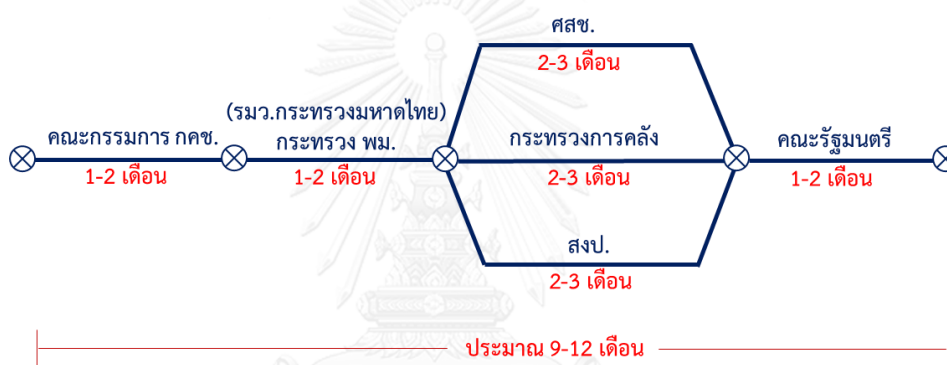 ศสช.
2-3 เดือน
(รมว.กระทรวงมหาดไทย)
คณะกรรมการ กคช.
กระทรวง พม.
กระทรวงการคลัง
คณะรัฐมนตรี
1-2 เดือน
1-2 เดือน
2-3 เดือน
1-2 เดือน
สงป.
2-3 เดือน
ประมาณ 9-12 เดือน